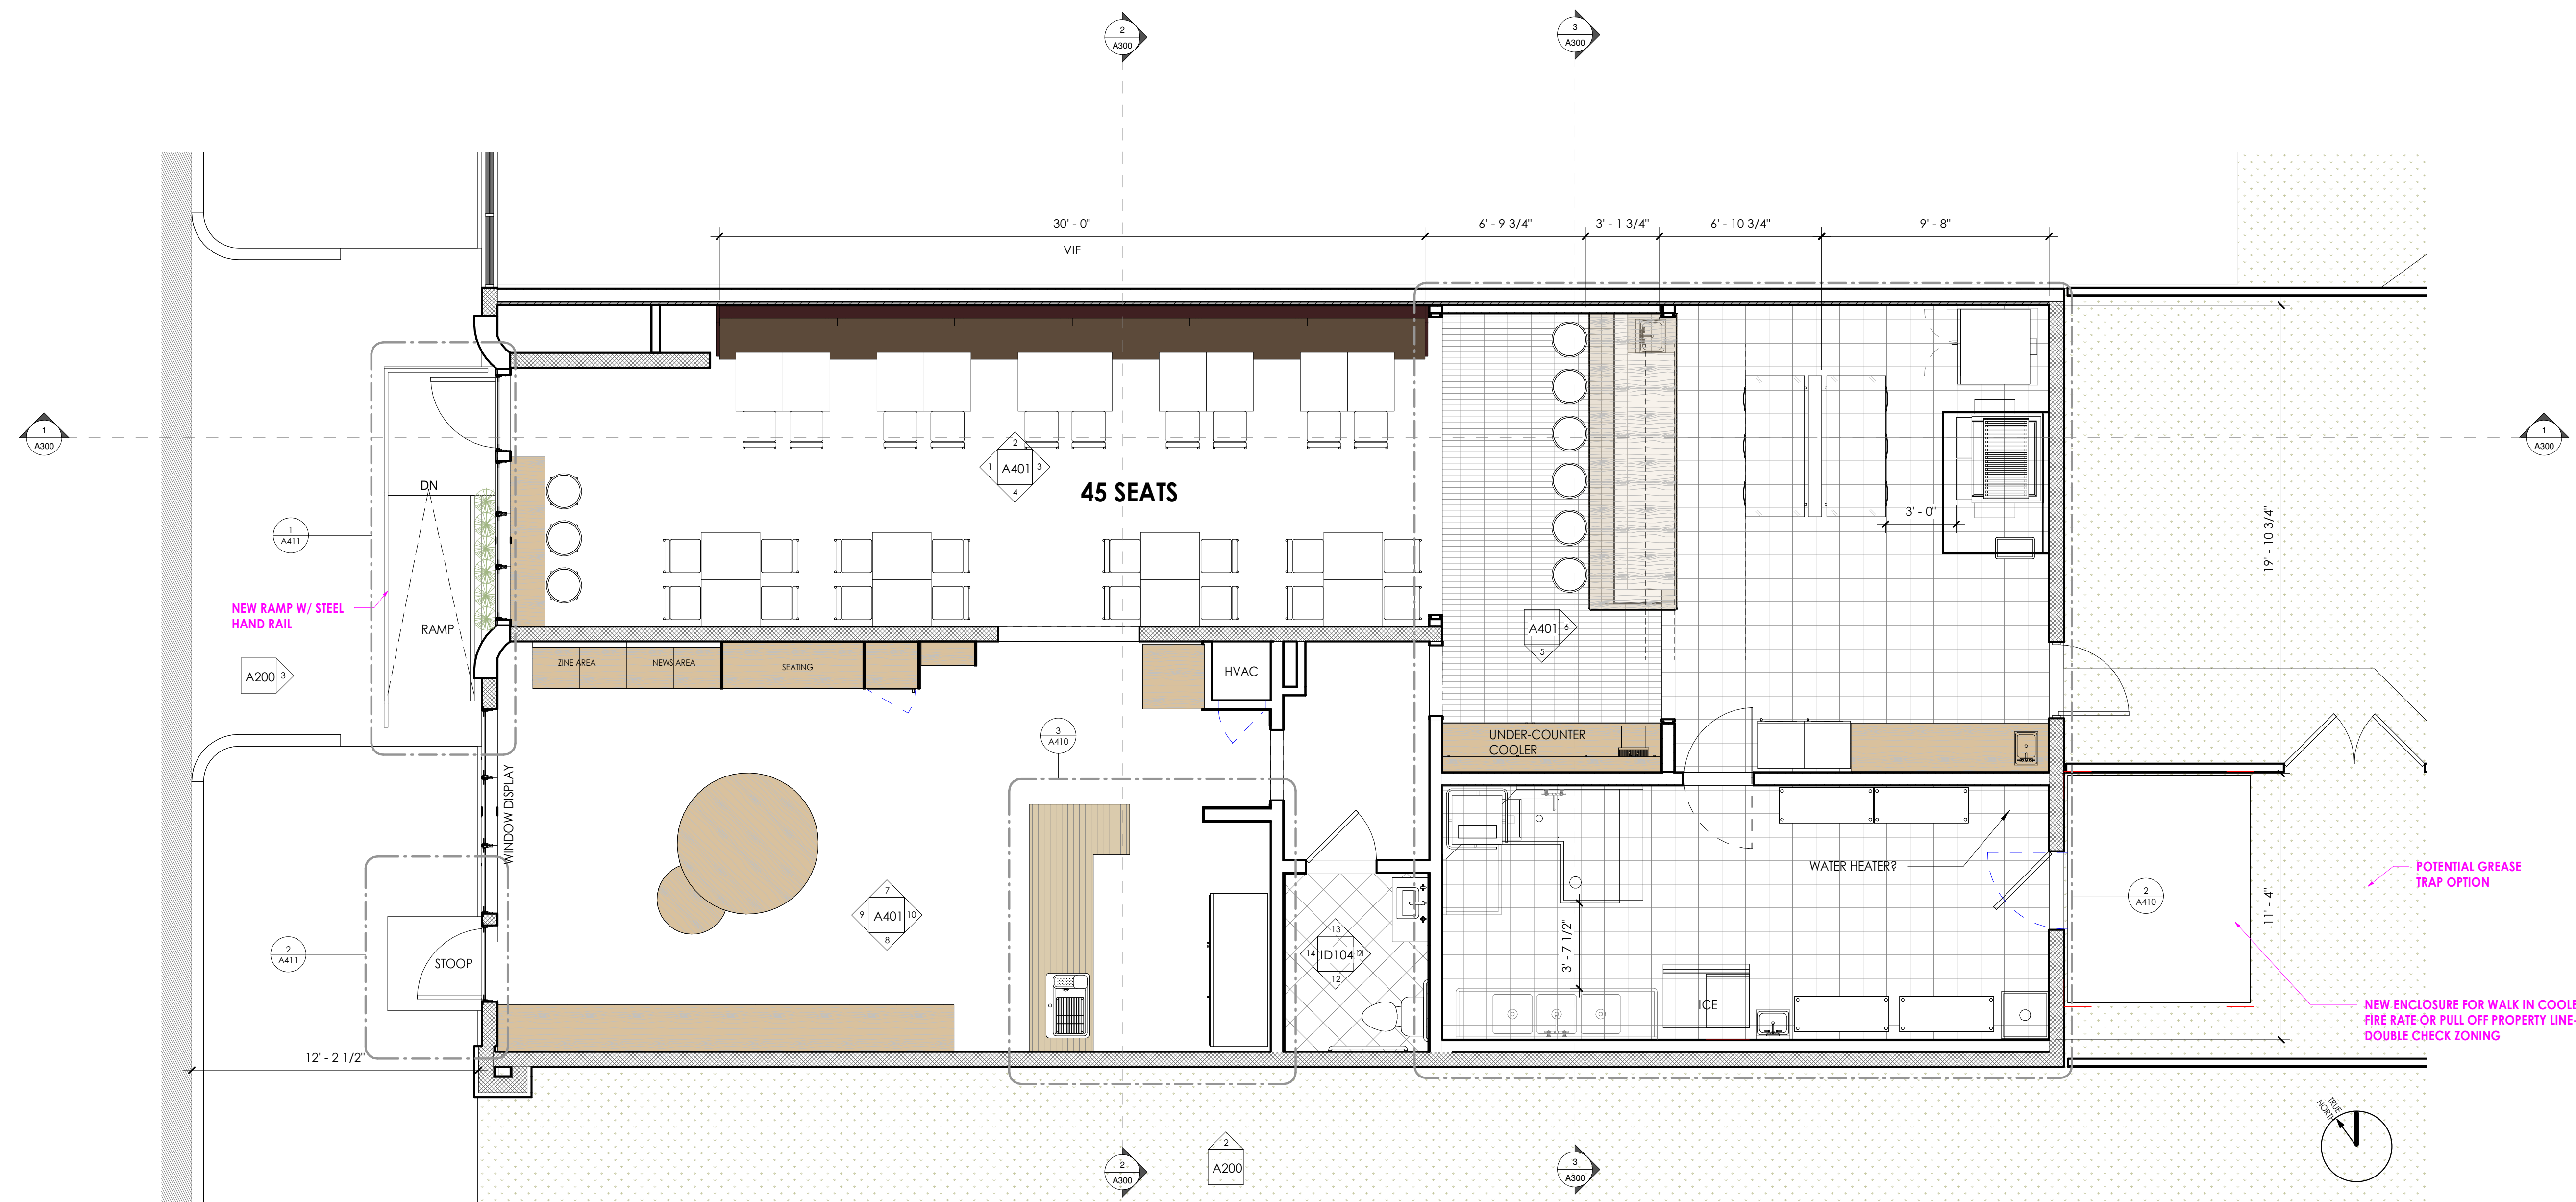 2
A300
3
A300
30' - 0"
VIF
6' - 9 3/4"
3' - 1 3/4"
6' - 10 3/4"
9' - 8"
1
A300
1
A300
2
1
A401
3
4
45 SEATS
DN
1
A411
3' - 0"
19' - 10 3/4"
NEW RAMP W/ STEEL
HAND RAIL
RAMP
A401
6
5
A200
3
ZINE AREA
NEWS AREA
SEATING
HVAC
3
A410
UNDER-COUNTER
COOLER
WINDOW DISPLAY
WATER HEATER?
POTENTIAL GREASE
TRAP OPTION
2
A410
11' - 4"
7
9
A401
10
8
3' - 7 1/2"
13
14
ID104
2
12
2
A411
STOOP
ICE
NEW ENCLOSURE FOR WALK IN COOLE
FIRE RATE OR PULL OFF PROPERTY LINE-
DOUBLE CHECK ZONING
12' - 2 1/2"
TRUE
NORTH
2
A300
2
A200
3
A300